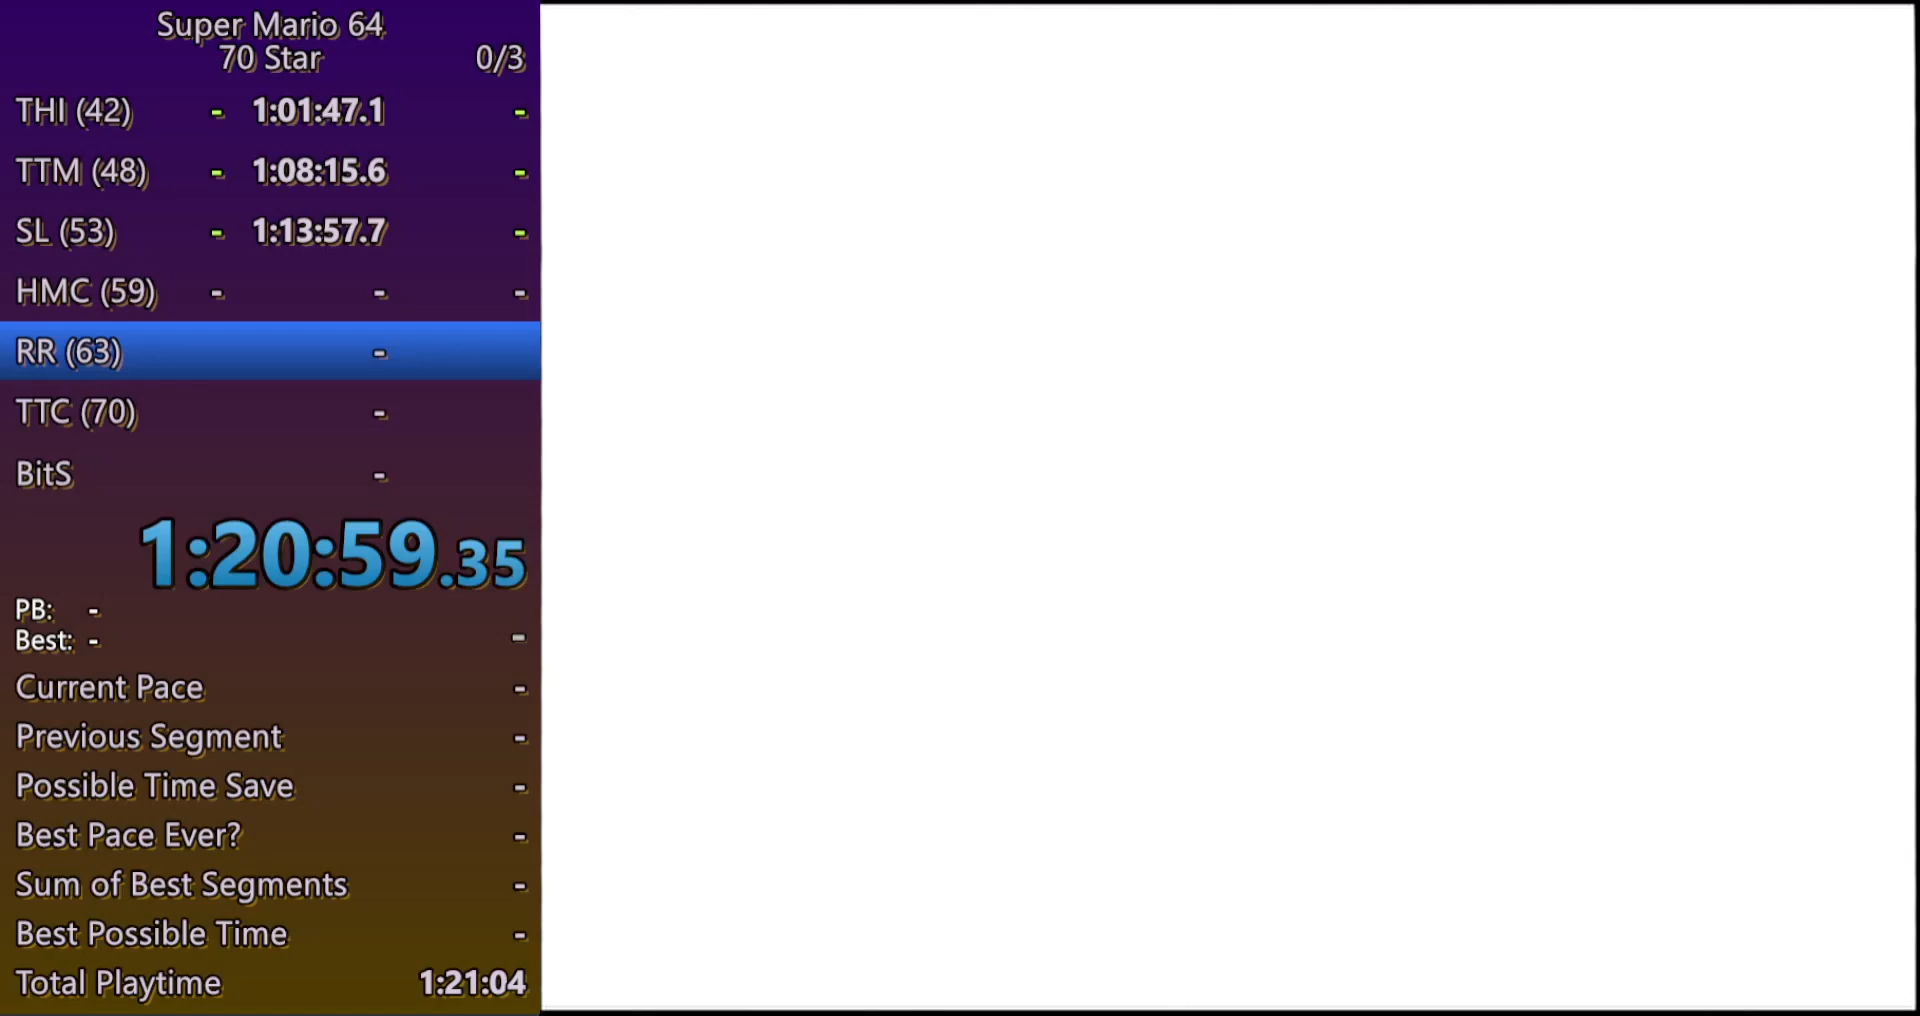 Super Mario 64
70 Star 0/3
THI (42) - 1:01:47.1 -
TTM (48) - 1:08:15.6 -
SL (53) - 1:13:57.7 -
HMC (59) - - -
RR (63) -
TTC (70) -
BitS -
1:20:59.35
PB: -
Best: - -
Current Pace -
Previous Segment -
Possible Time Save -
Best Pace Ever? -
Sum of Best Segments -
Best Possible Time -
Total Playtime 1:21:04